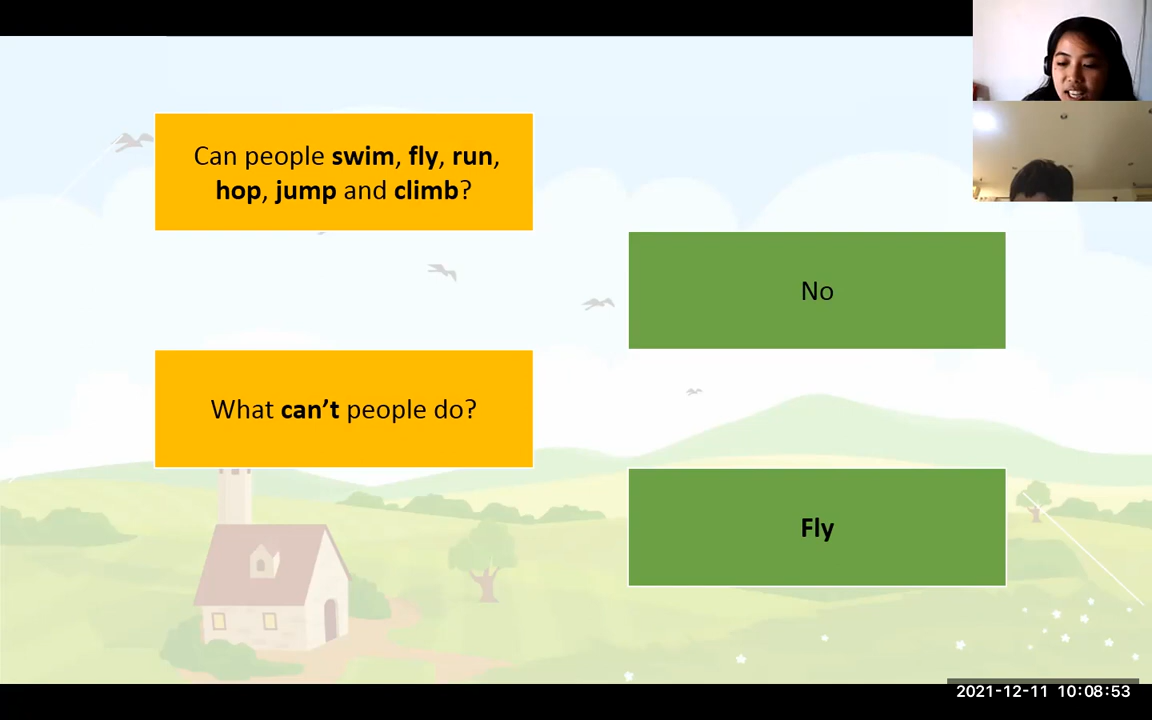 Can people swim, fly, run,
hop, jump and climb?
No
What can’t people do?
Fly
2021-12-11 10:08:53